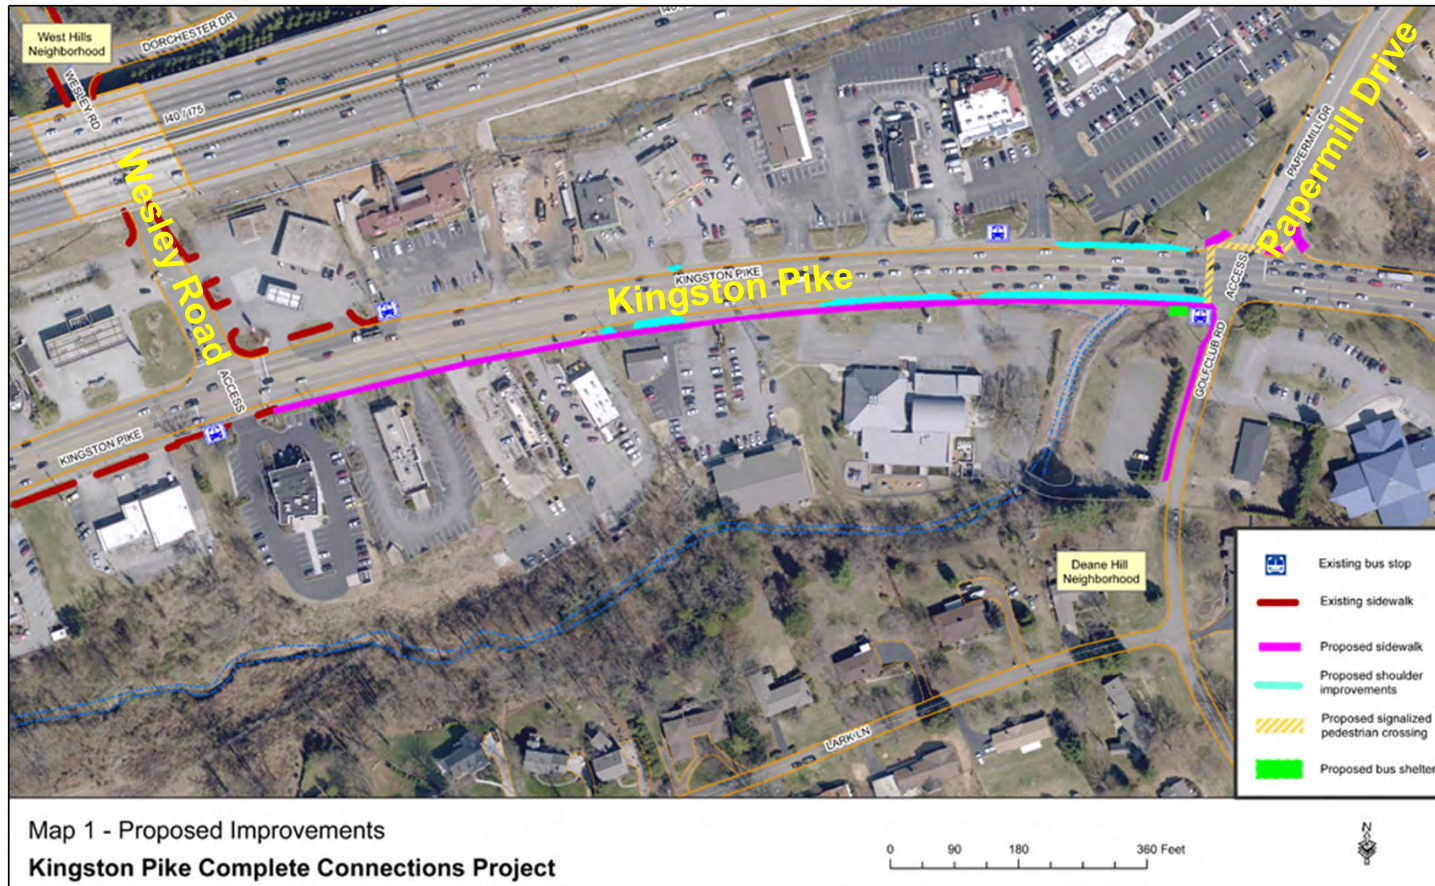 West Hills
Neighborhood
DORCHESTER DR
WESLEY RD
I40 / I75
Wesley Road
ACCESS
KINGSTON PIKE
KINGSTON PIKE
Kingston Pike
PAPERMILL DR
Papermill Drive
ACCESS
GOLFCLUB RD
Deane Hill
Neighborhood
LARK LN
Existing bus stop
Existing sidewalk
Proposed sidewalk
Proposed shoulder
improvements
Proposed signalized
pedestrian crossing
Proposed bus shelter
Map 1 - Proposed Improvements
Kingston Pike Complete Connections Project
0 90 180 360 Feet
N